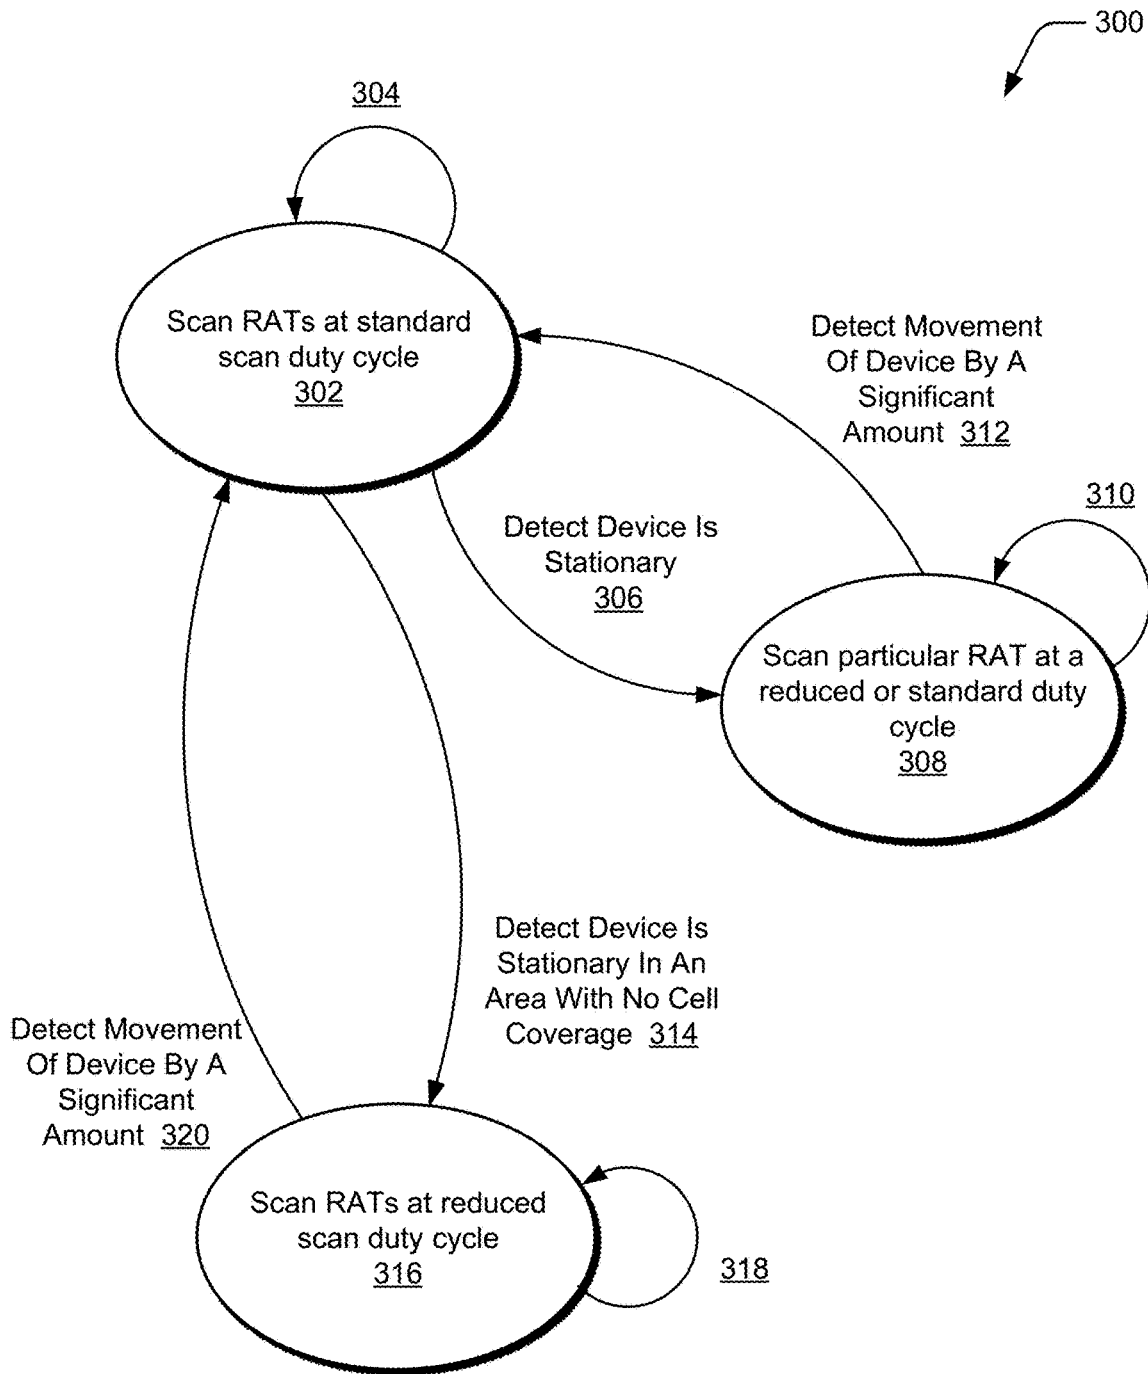 300
304
Scan RATs at standard
scan duty cycle
302
Detect Movement
Of Device By A
Significant
Amount 312
310
Detect Device Is
Stationary
306
Scan particular RAT at a
reduced or standard duty
cycle
308
Detect Device Is
Stationary In An
Area With No Cell
Coverage 314
Detect Movement
Of Device By A
Significant
Amount 320
Scan RATs at reduced
scan duty cycle
316
318